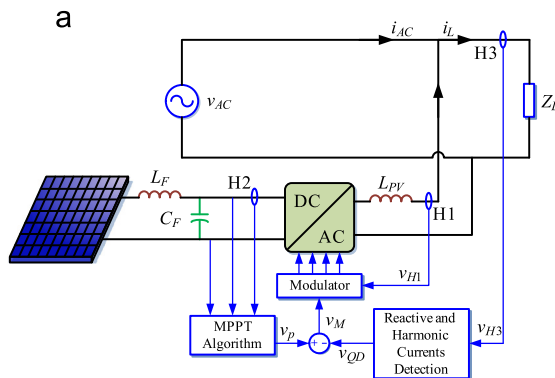 a
i_AC
i_L
H3
v_AC
Z_L
L_F
H2
L_PV
C_F
DC
AC
H1
Modulator
v_H1
MPPT
Algorithm
v_p
+ -
v_M
v_QD
Reactive and
Harmonic
Currents
Detection
v_H3